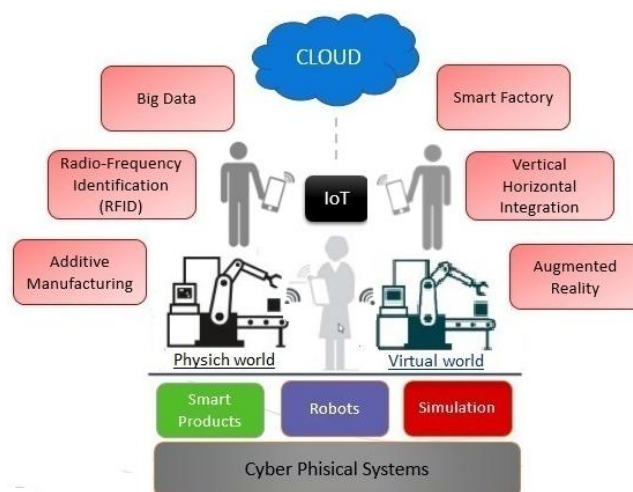 CLOUD
Big Data
Smart Factory
Radio-Frequency
Identification
(RFID)
IoT
Vertical
Horizontal
Integration
Additive
Manufacturing
Augmented
Reality
Physich world
Virtual world
Smart
Products
Robots
Simulation
Cyber Phisical Systems